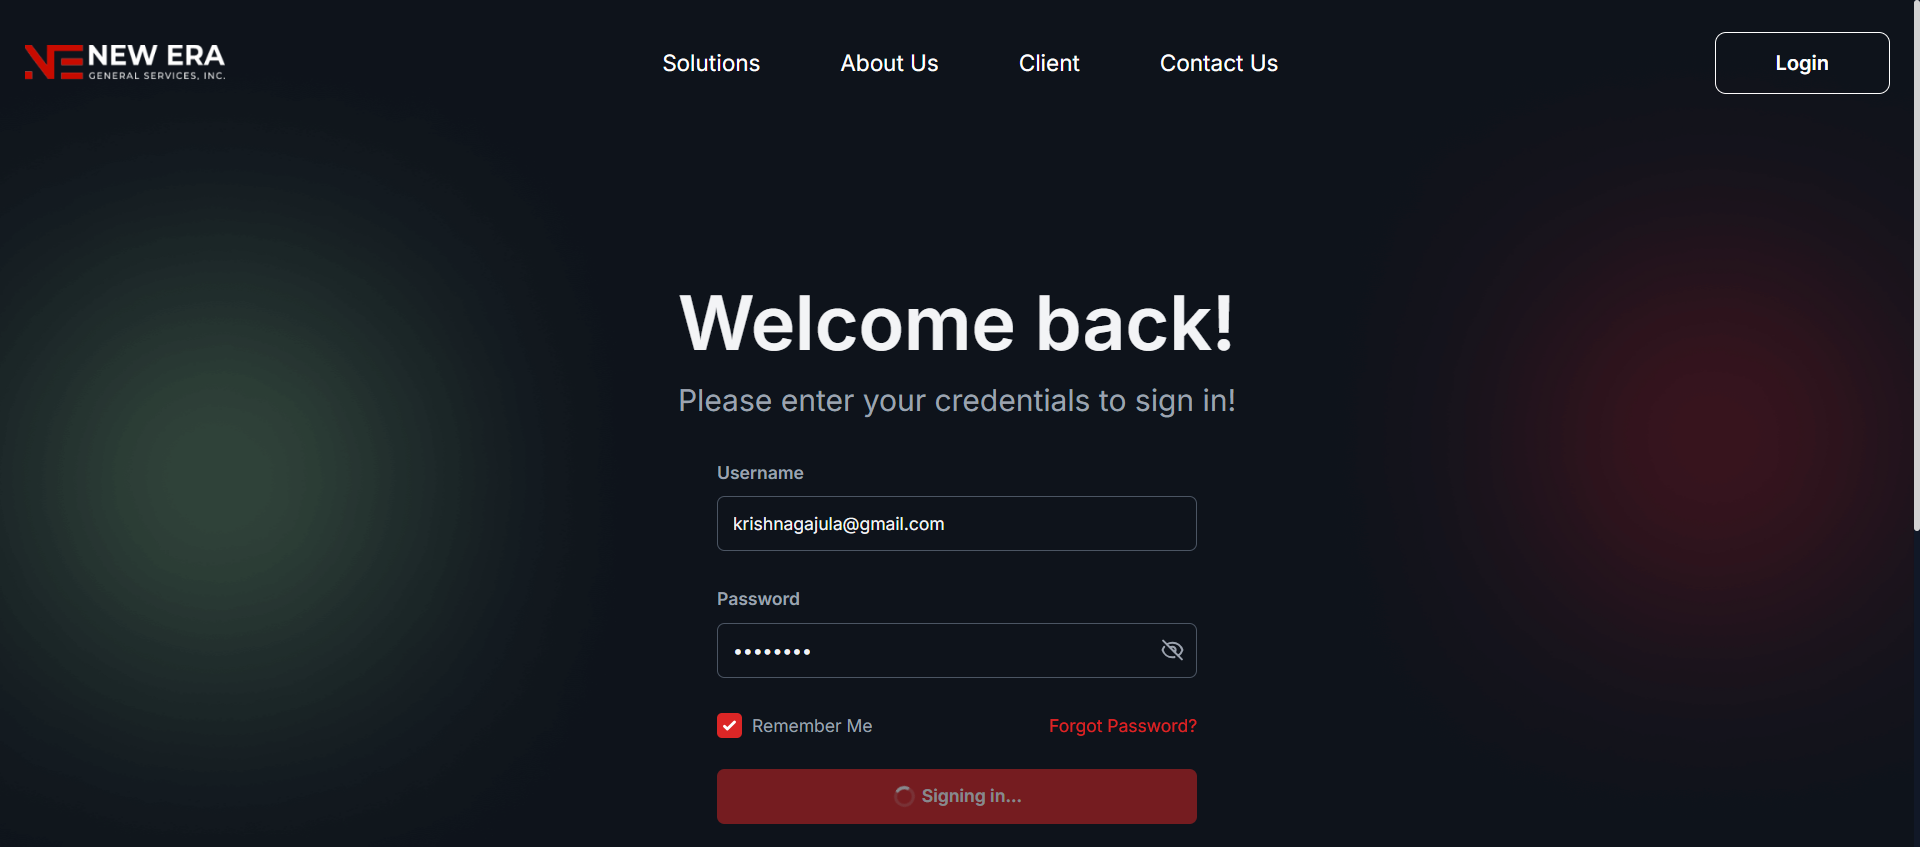 NEW ERA
GENERAL SERVICES, INC.
Solutions
About Us
Client
Contact Us
Login
Welcome back!
Please enter your credentials to sign in!
Username
krishnagajula@gmail.com
Password
••••••••
Remember Me
Forgot Password?
Signing in...